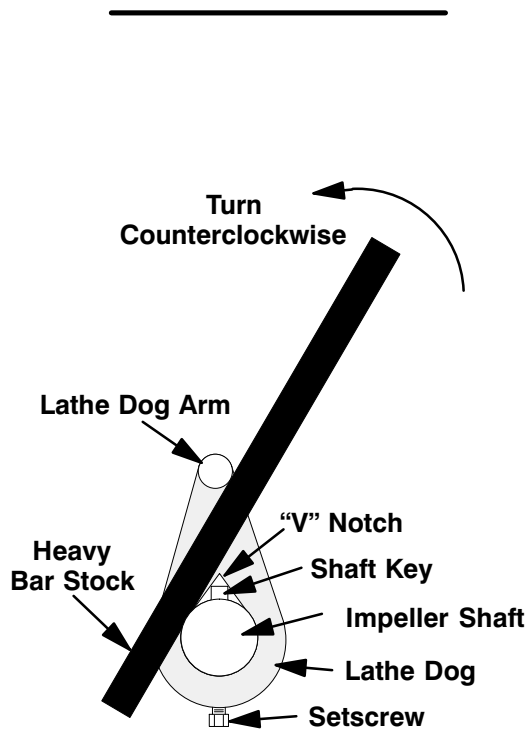 Turn
Counterclockwise
Lathe Dog Arm
“V” Notch
Heavy
Bar Stock
Shaft Key
Impeller Shaft
Lathe Dog
Setscrew